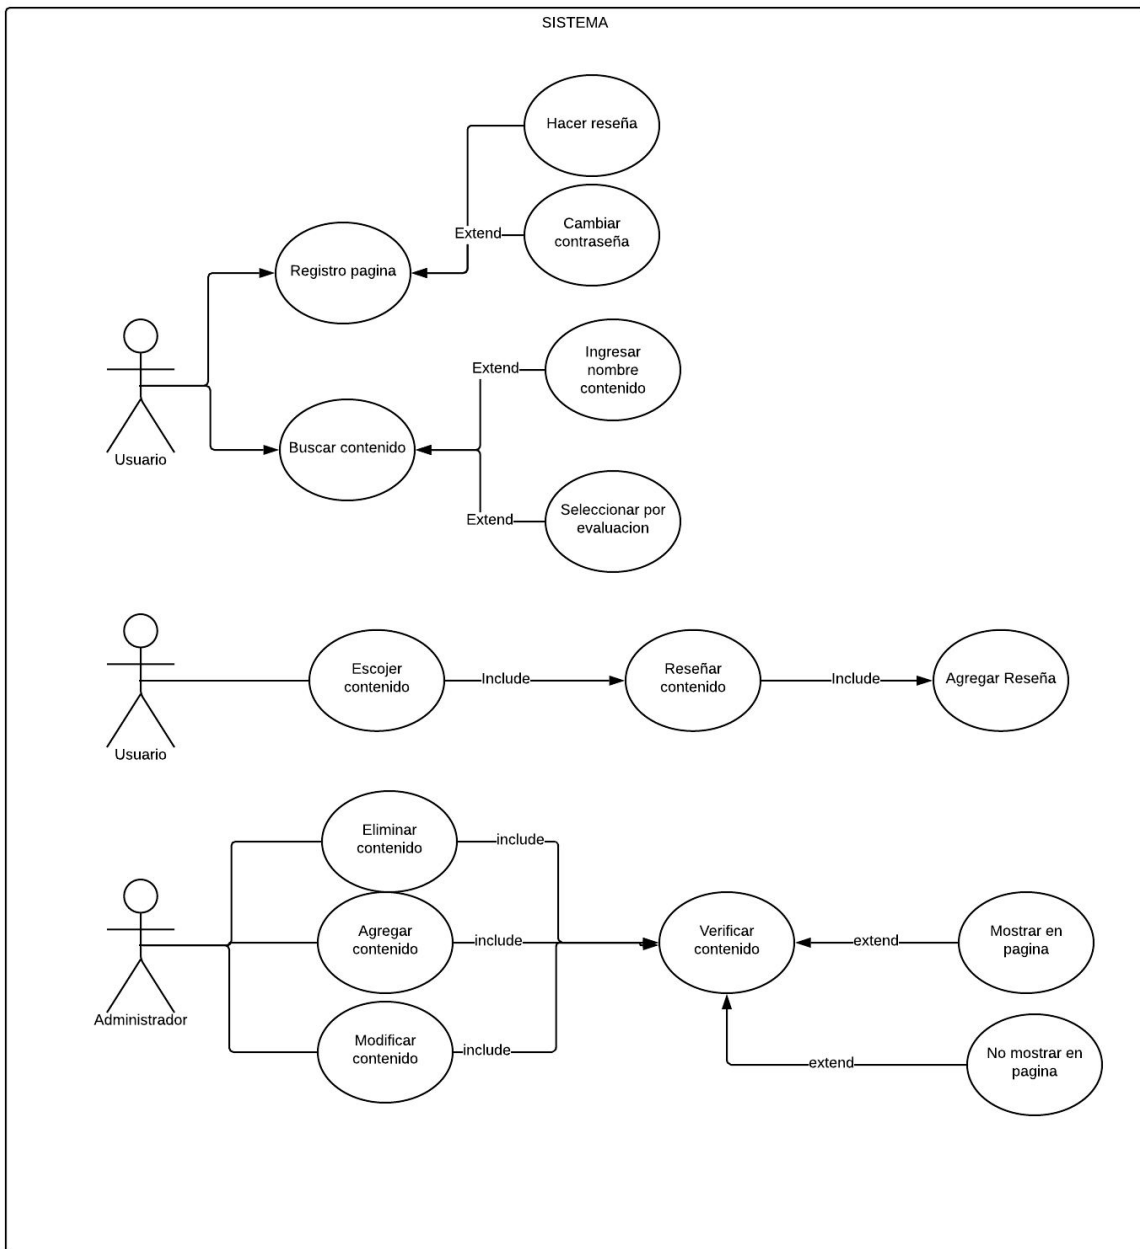 SISTEMA
Hacer reseña
Extend
Cambiar
contraseña
Registro pagina
Usuario
Extend
Ingresar
nombre
contenido
Buscar contenido
Extend
Seleccionar por
evaluacion
Usuario
Escojer
contenido
Include
Reseñar
contenido
Include
Agregar Reseña
Administrador
Eliminar
contenido
include
Agregar
contenido
include
Modificar
contenido
include
Verificar
contenido
extend
Mostrar en
pagina
extend
No mostrar en
pagina